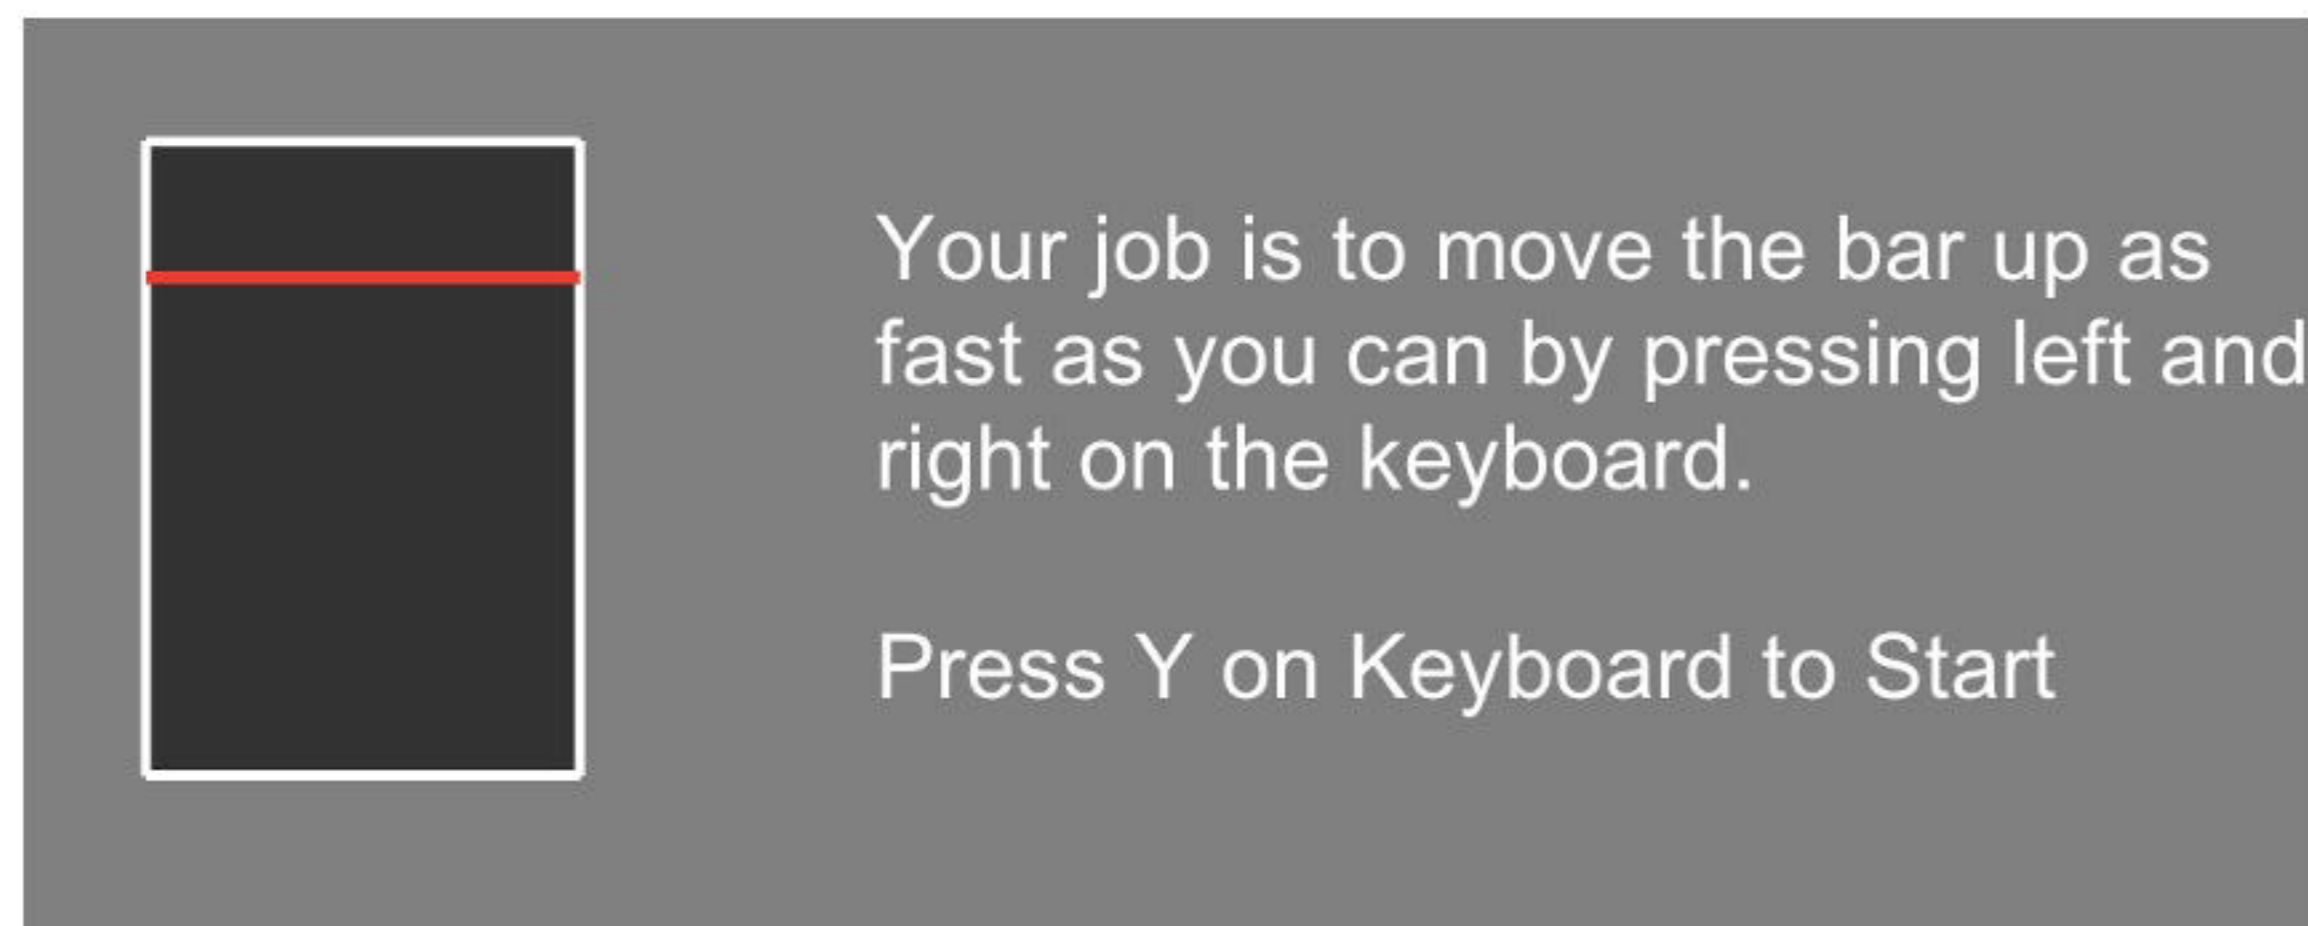 Your job is to move the bar up as
fast as you can by pressing left and
right on the keyboard.
Press Y on Keyboard to Start